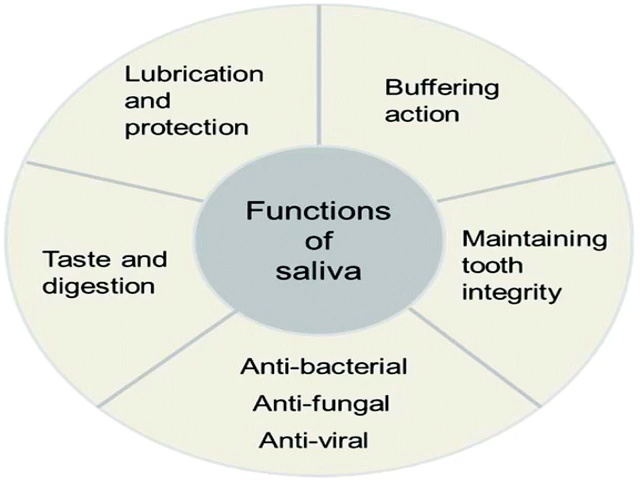 Lubrication
and
protection
Buffering
action
Functions
of
saliva
Taste and
digestion
Maintaining
tooth
integrity
Anti-bacterial
Anti-fungal
Anti-viral